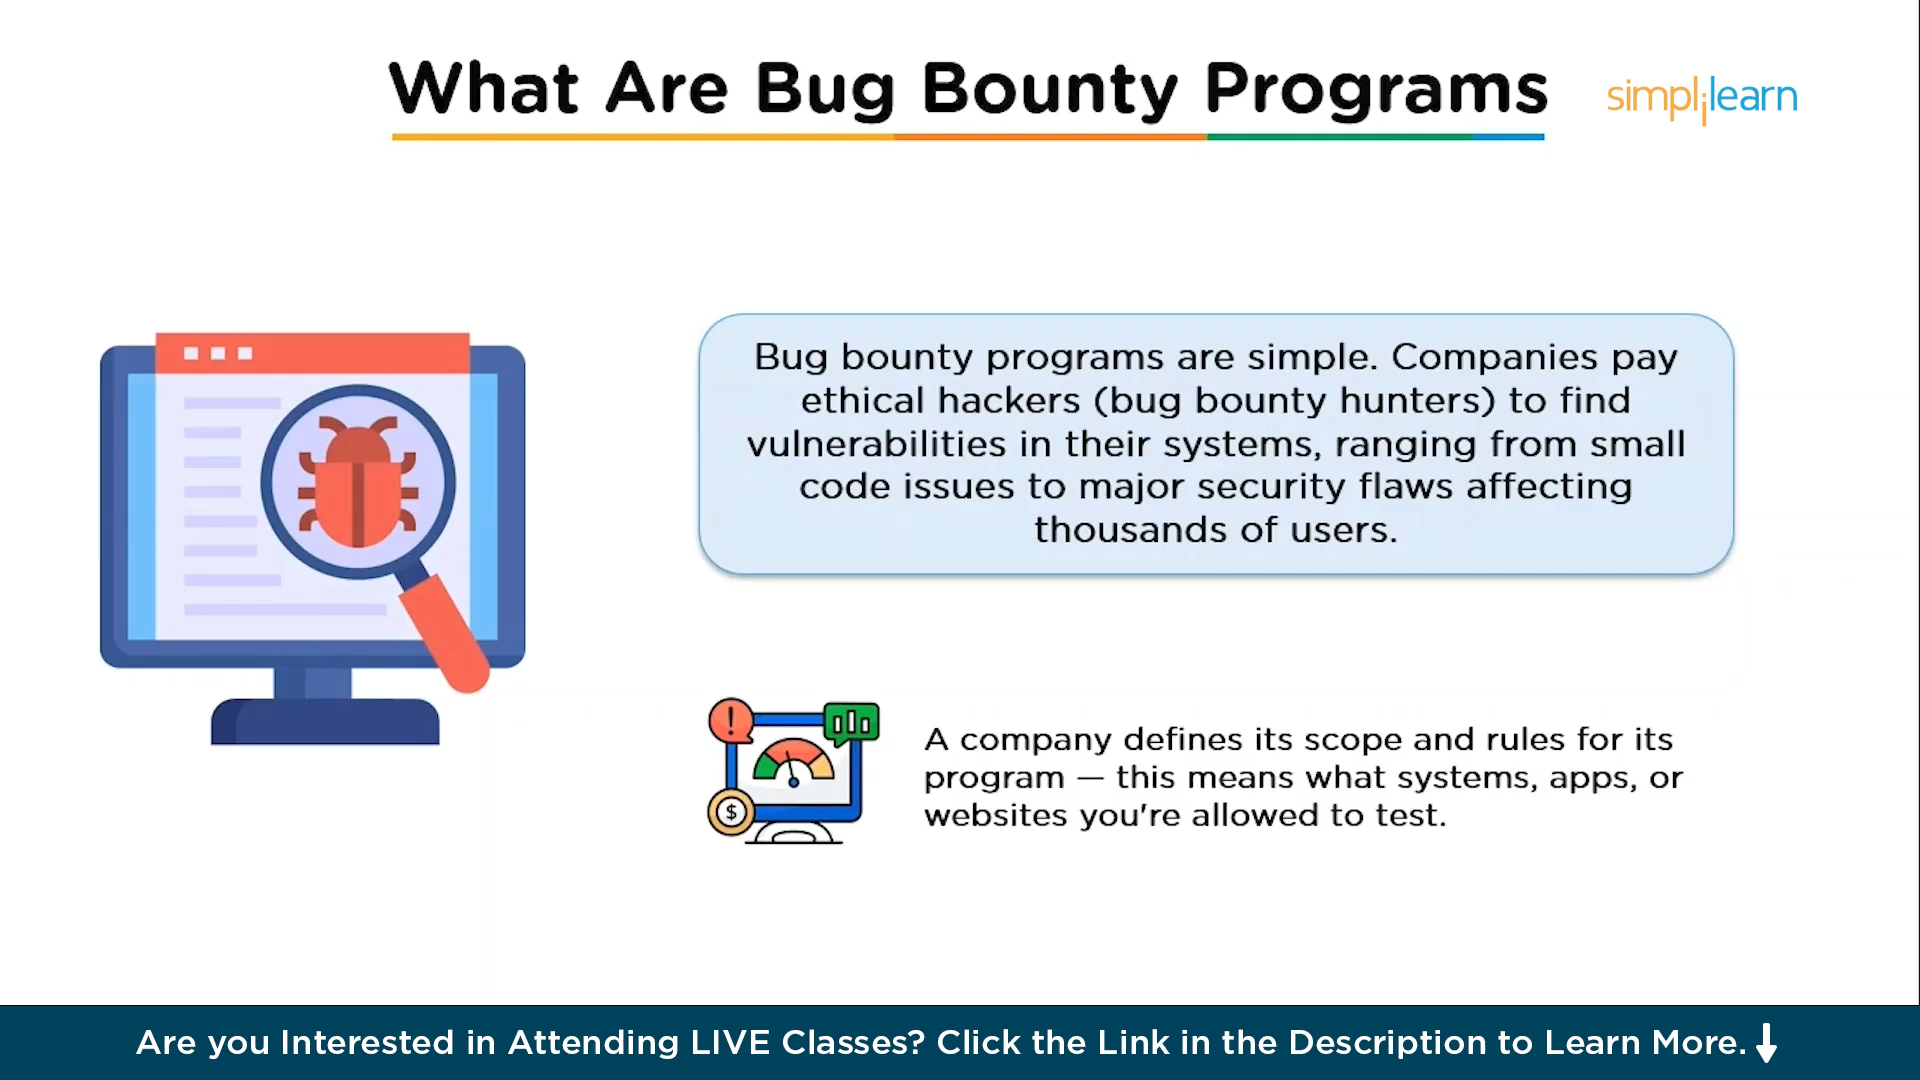 What Are Bug Bounty Programs
simplilearn
Bug bounty programs are simple. Companies pay
ethical hackers (bug bounty hunters) to find
vulnerabilities in their systems, ranging from small
code issues to major security flaws affecting
thousands of users.
!
$
A company defines its scope and rules for its
program — this means what systems, apps, or
websites you're allowed to test.
Are you Interested in Attending LIVE Classes? Click the Link in the Description to Learn More.